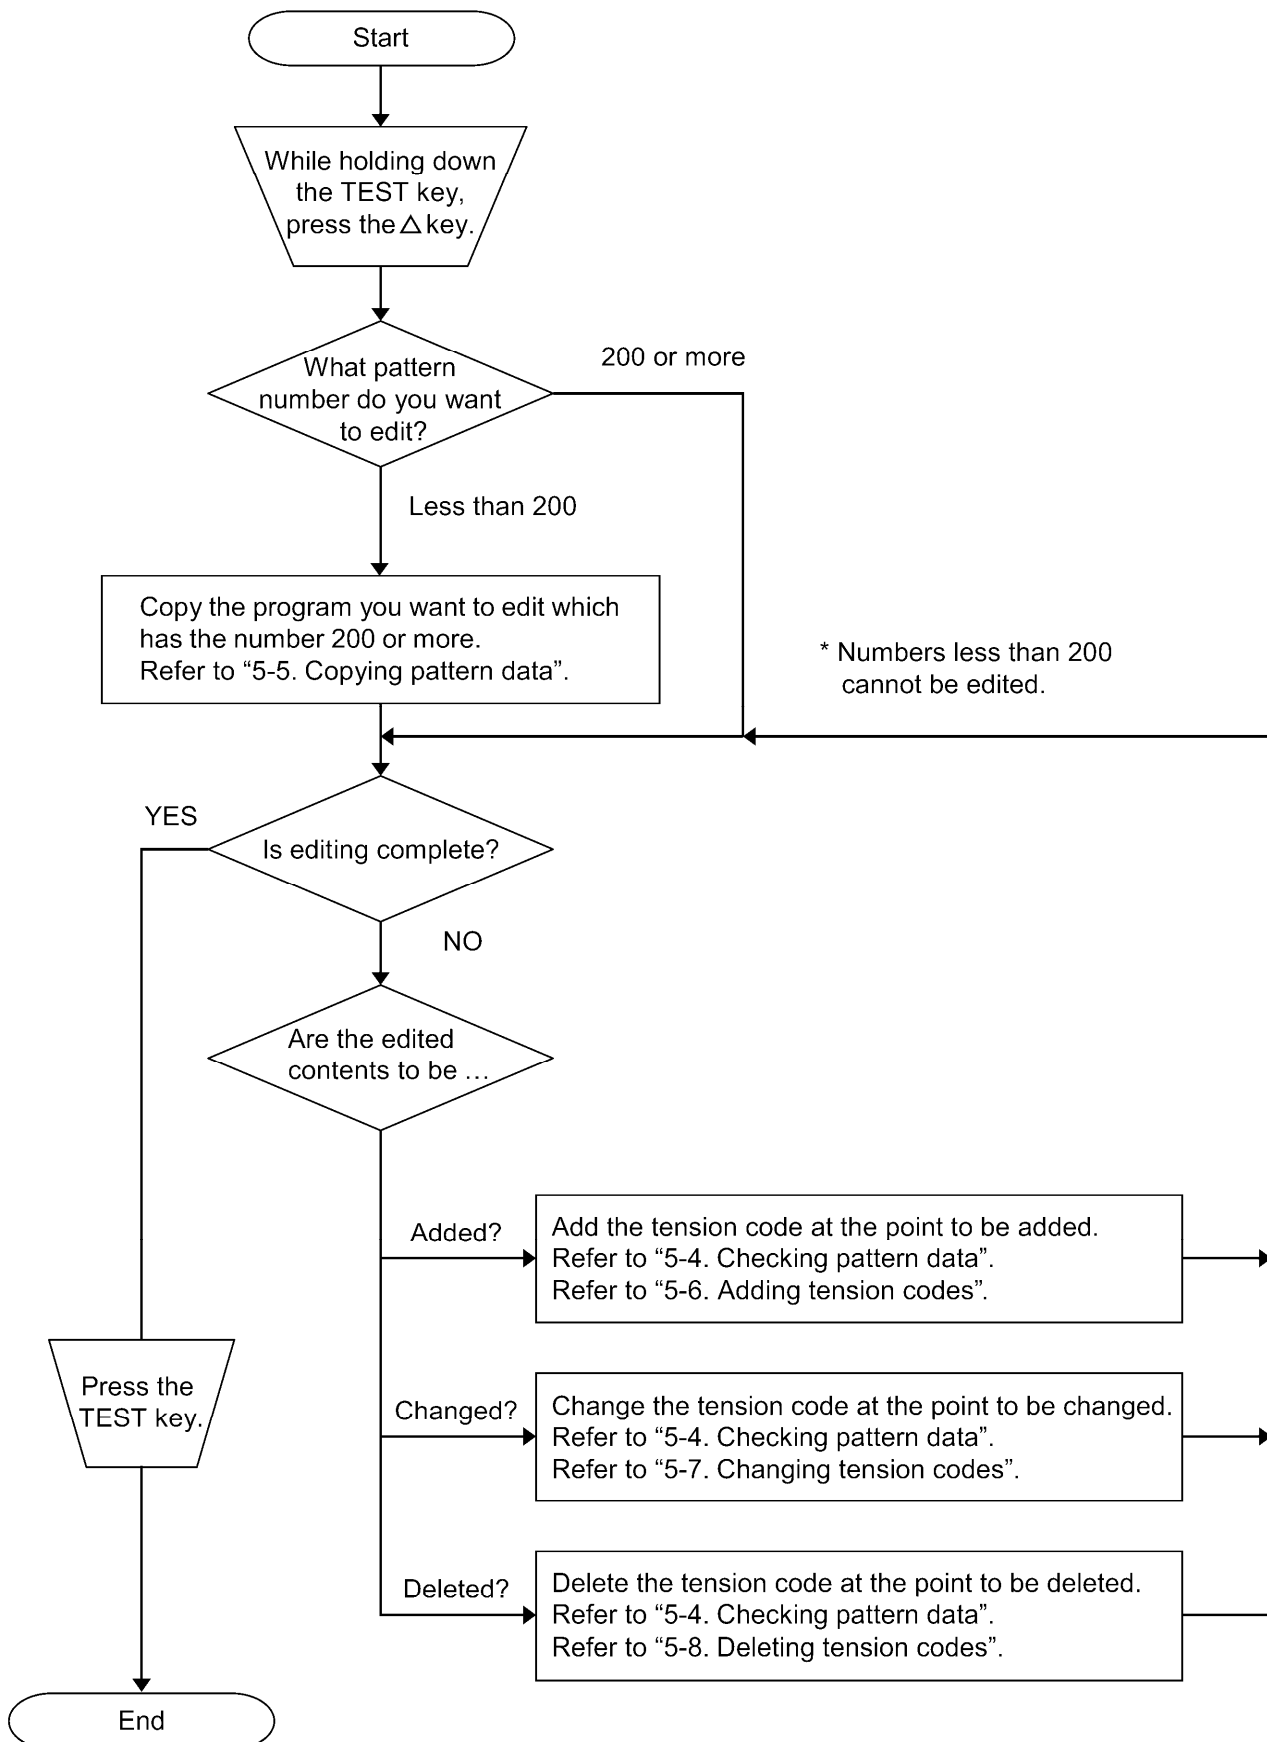 Start
While holding down
the TEST key,
press the △ key.
What pattern
number do you want
to edit?
200 or more
Less than 200
Copy the program you want to edit which
has the number 200 or more.
Refer to “5-5. Copying pattern data”.
* Numbers less than 200
cannot be edited.
YES
Is editing complete?
NO
Are the edited
contents to be …
Added?
Add the tension code at the point to be added.
Refer to “5-4. Checking pattern data”.
Refer to “5-6. Adding tension codes”.
Changed?
Change the tension code at the point to be changed.
Refer to “5-4. Checking pattern data”.
Refer to “5-7. Changing tension codes”.
Press the
TEST key.
Deleted?
Delete the tension code at the point to be deleted.
Refer to “5-4. Checking pattern data”.
Refer to “5-8. Deleting tension codes”.
End